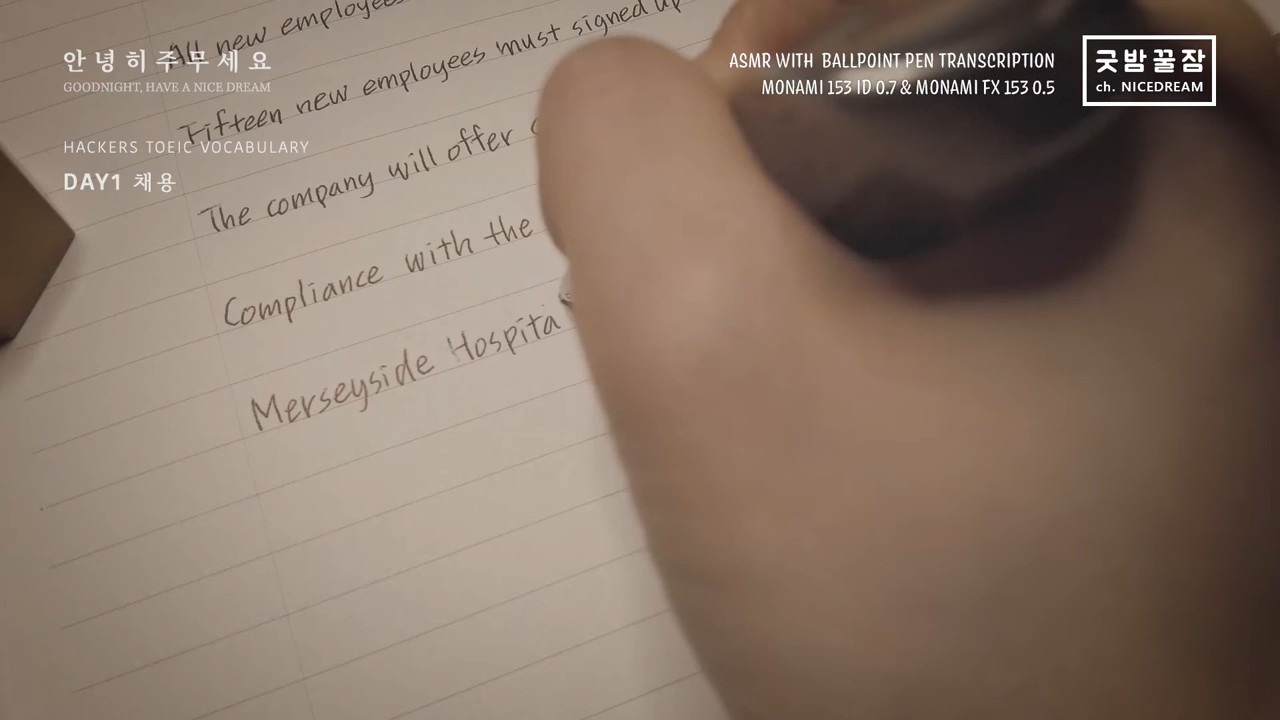 안녕히주무세요
GOODNIGHT, HAVE A NICE DREAM
HACKERS TOEIC VOCABULARY
DAY1 채용
ASMR WITH BALLPOINT PEN TRANSCRIPTION
MONAMI 153 ID 0.7 & MONAMI FX 153 0.5
굿밤꿀잠
ch. NICEDREAM
All new employee
Fifteen new employees must signed up
The company will offer
Compliance with the
Merseyside Hospita